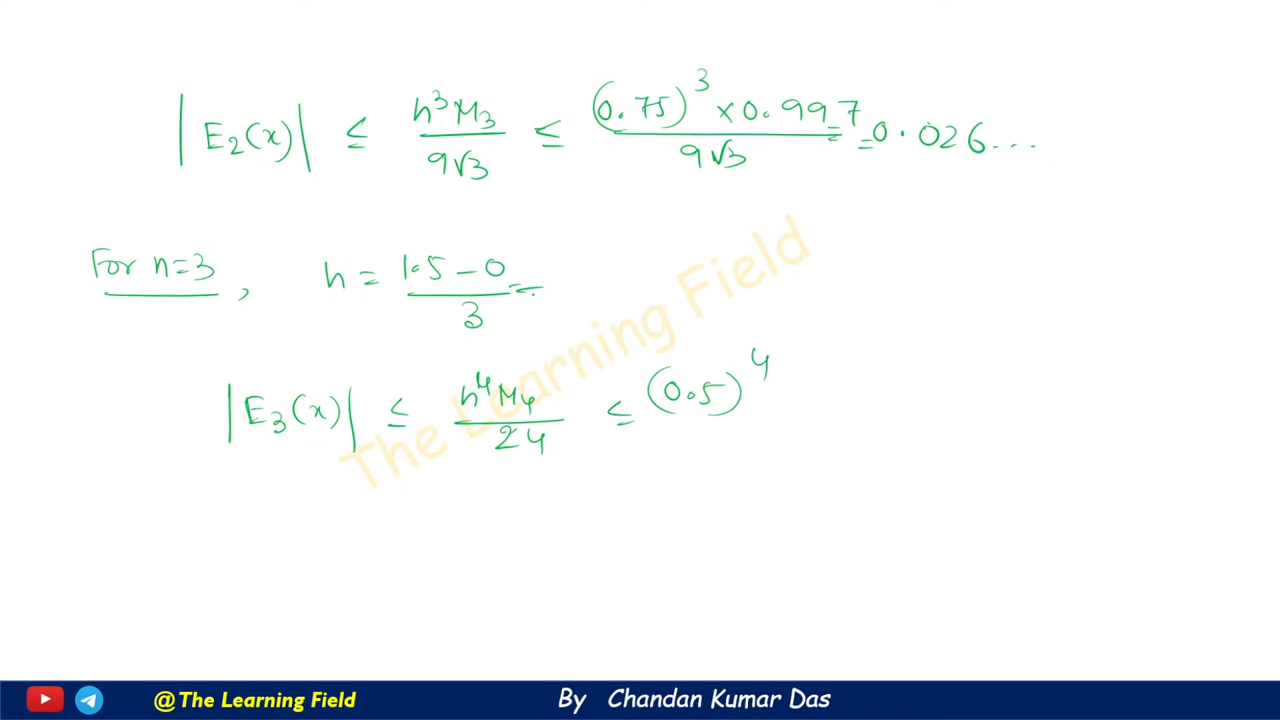 |E₂(x)| ≤ h³M₃/9√3 ≤ (0.75)³ × 0.997/9√3 = 0.026...
For n=3, h = 1.5 − 0/3 =
|E₃(x)| ≤ h⁴M₄/24 ≤ (0.5)⁴
The Learning Field
@The Learning Field By Chandan Kumar Das